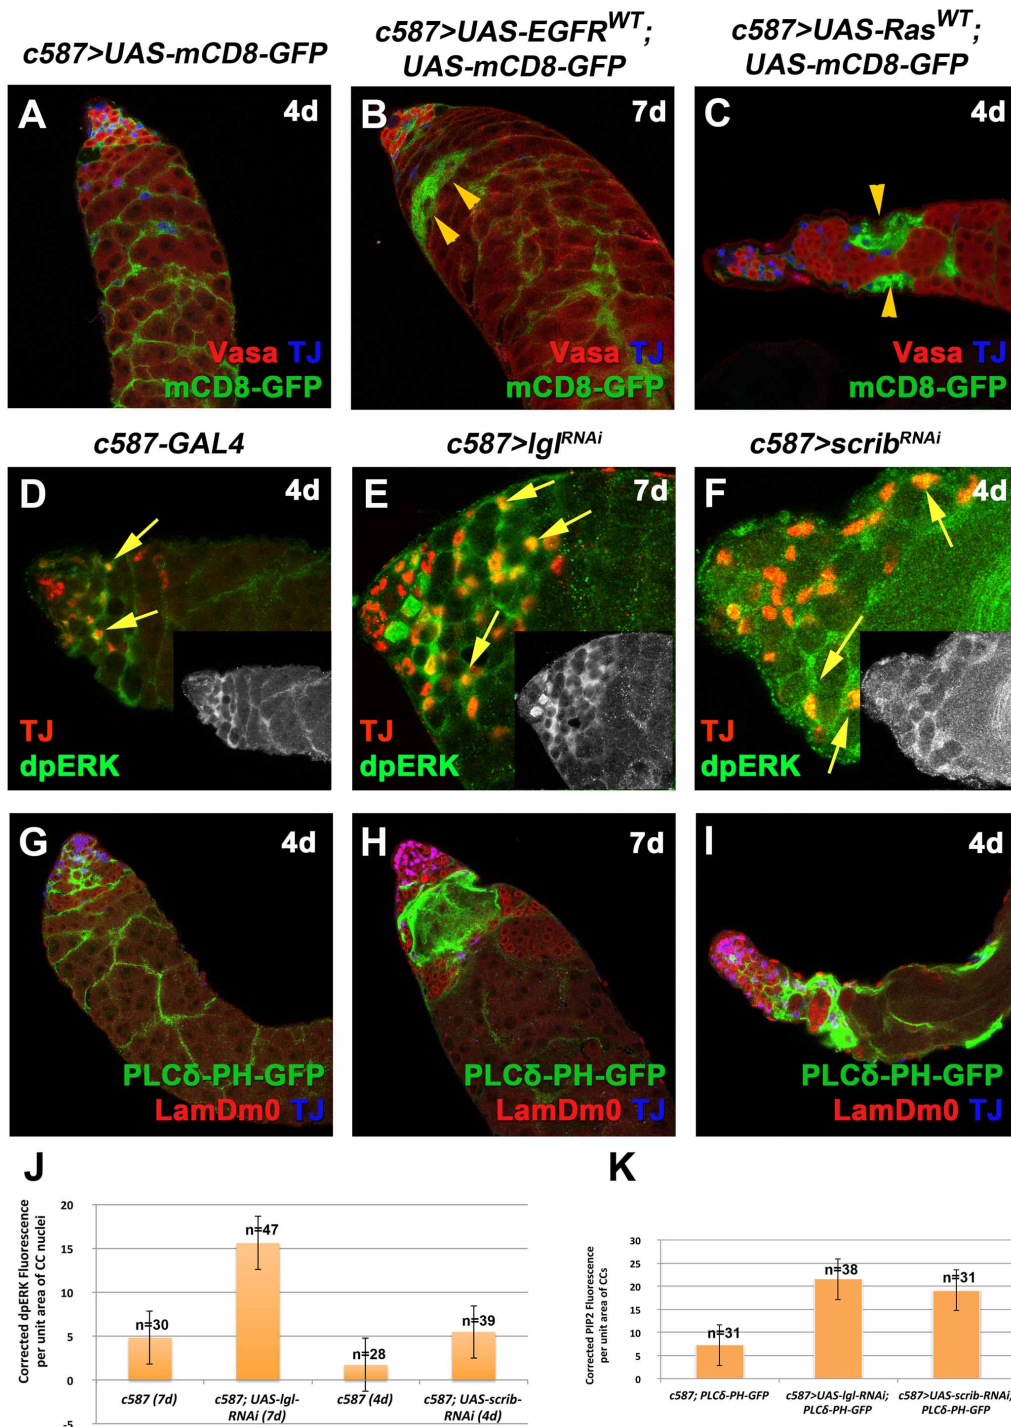 c587>UAS-mCD8-GFP
c587>UAS-EGFR^WT;
UAS-mCD8-GFP
c587>UAS-Ras^WT;
UAS-mCD8-GFP
A
4d
Vasa TJ
mCD8-GFP
B
7d
Vasa TJ
mCD8-GFP
C
4d
Vasa TJ
mCD8-GFP
c587-GAL4
c587>lgl^RNAi
c587>scrib^RNAi
D
4d
TJ
dpERK
E
7d
TJ
dpERK
F
4d
TJ
dpERK
G
4d
PLCδ-PH-GFP
LamDm0 TJ
H
7d
PLCδ-PH-GFP
LamDm0 TJ
I
4d
PLCδ-PH-GFP
LamDm0 TJ
J
Corrected dpERK Fluorescence
per unit area of CC nuclei
20
15
10
5
0
-5
n=30
n=47
n=28
n=39
c587 (7d)
c587; UAS-lgl-
RNAi (7d)
c587 (4d)
c587; UAS-scrib-
RNAi (4d)
K
Corrected PIP2 Fluorescence
per unit area of CCs
30
25
20
15
10
5
0
n=31
n=38
n=31
c587; PLCδ-PH-GFP
c587>UAS-lgl-RNAi;
PLCδ-PH-GFP
c587>UAS-scrib-RNAi;
PLCδ-PH-GFP